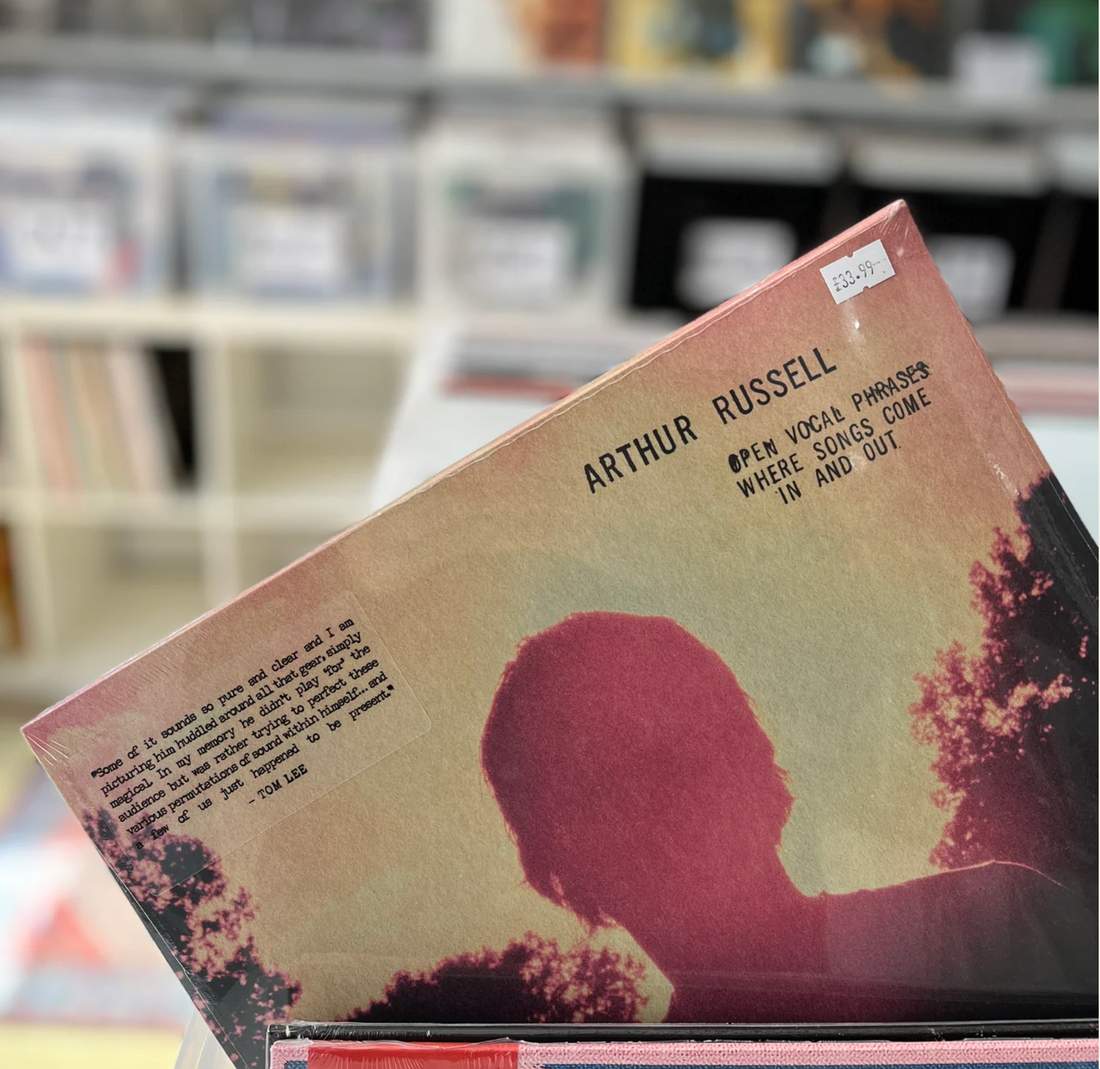 £33.99
ARTHUR RUSSELL
OPEN VOCAL PHRASES
WHERE SONGS COME
IN AND OUT
"Some of it sounds so pure and clear and I am
picturing him huddled around all that gear, simply
magical. In my memory he didn't play 'for' the
audience but was rather trying to perfect these
various permutations of sound within himself... and
a few of us just happened to be present."
- TOM LEE